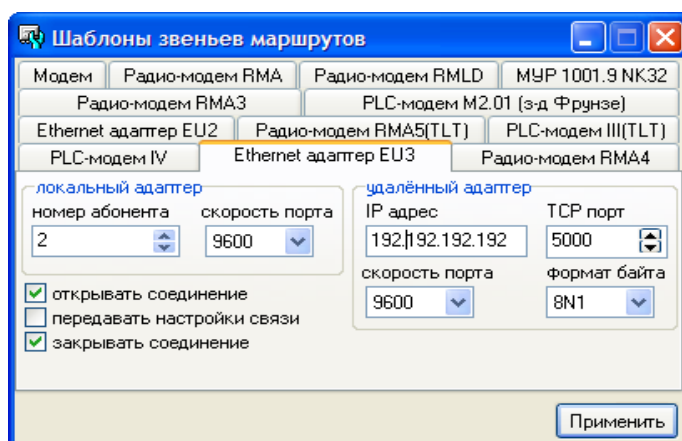 Шаблоны звеньев маршрутов
Модем Радио-модем RMA Радио-модем RMLD МУР 1001.9 NK32
Радио-модем RMA3 PLC-модем M2.01 (з-д Фрунзе)
Ethernet адаптер EU2 Радио-модем RMA5(TLT) PLC-модем III(TLT)
PLC-модем IV Ethernet адаптер EU3 Радио-модем RMA4
локальный адаптер удалённый адаптер
номер абонента скорость порта IP адрес TCP порт
2 9600 192.192.192.192 5000
скорость порта формат байта
9600 8N1
открывать соединение
передавать настройки связи
закрывать соединение
Применить